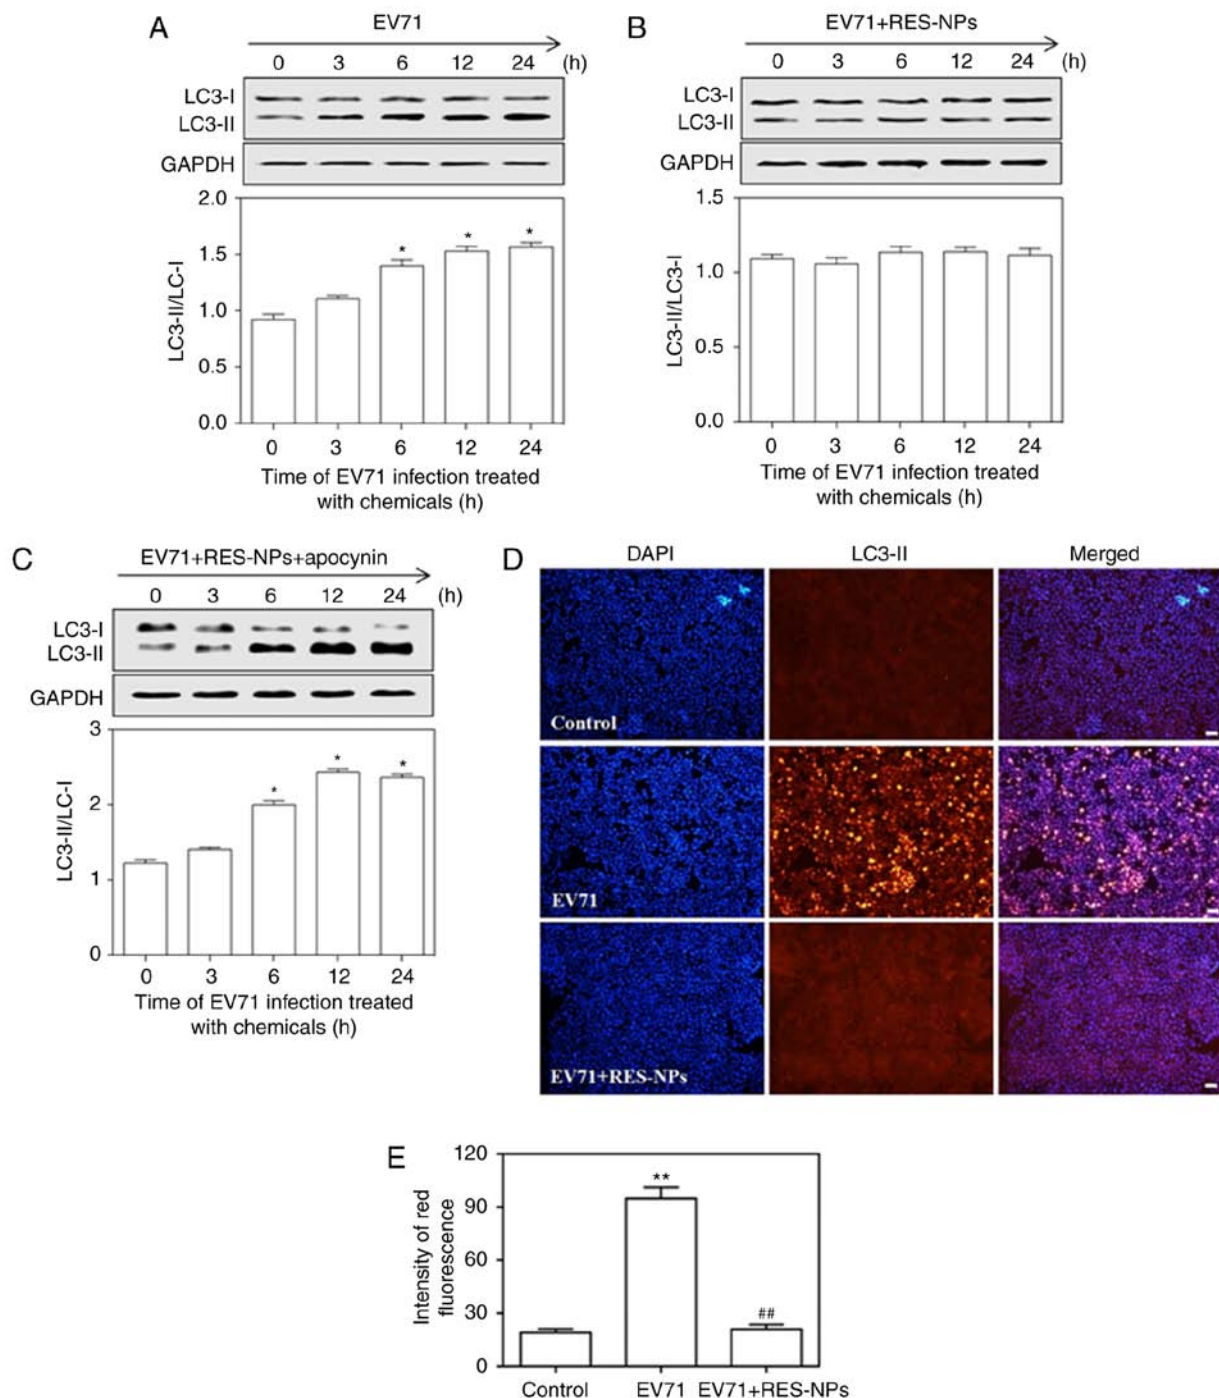 A
EV71
0 3 6 12 24 (h)
LC3-I
LC3-II
GAPDH
2.0
1.5
1.0
0.5
0.0
LC3-II/LC-I
* * *
0 3 6 12 24
Time of EV71 infection treated
with chemicals (h)
B
EV71+RES-NPs
0 3 6 12 24 (h)
LC3-I
LC3-II
GAPDH
1.5
1.0
0.5
0.0
LC3-II/LC3-I
0 3 6 12 24
Time of EV71 infection treated
with chemicals (h)
C
EV71+RES-NPs+apocynin
0 3 6 12 24 (h)
LC3-I
LC3-II
GAPDH
3
2
1
0
LC3-II/LC-I
* * *
0 3 6 12 24
Time of EV71 infection treated
with chemicals (h)
D
DAPI LC3-II Merged
Control
EV71
EV71+RES-NPs
E
120
90
60
30
0
Intensity of red
fluorescence
**
##
Control EV71 EV71+RES-NPs